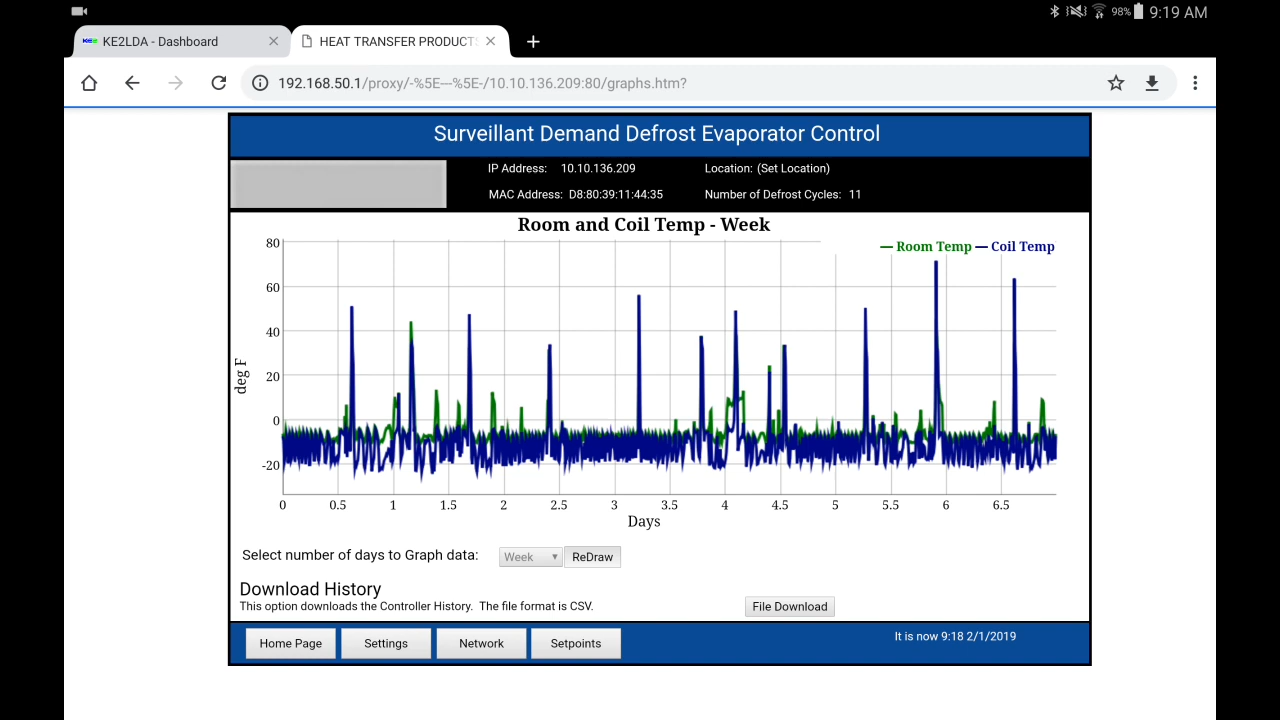 98% 9:19 AM
KE2 KE2LDA - Dashboard HEAT TRANSFER PRODUCTS
192.168.50.1/proxy/-%5E---%5E-/10.10.136.209:80/graphs.htm?
Surveillant Demand Defrost Evaporator Control
IP Address: 10.10.136.209 Location: (Set Location)
MAC Address: D8:80:39:11:44:35 Number of Defrost Cycles: 11
Room and Coil Temp - Week
Room Temp Coil Temp
80
60
40
20
0
-20
deg F
0 0.5 1 1.5 2 2.5 3 3.5 4 4.5 5 5.5 6 6.5
Days
Select number of days to Graph data: Week ReDraw
Download History
This option downloads the Controller History. The file format is CSV. File Download
Home Page Settings Network Setpoints It is now 9:18 2/1/2019